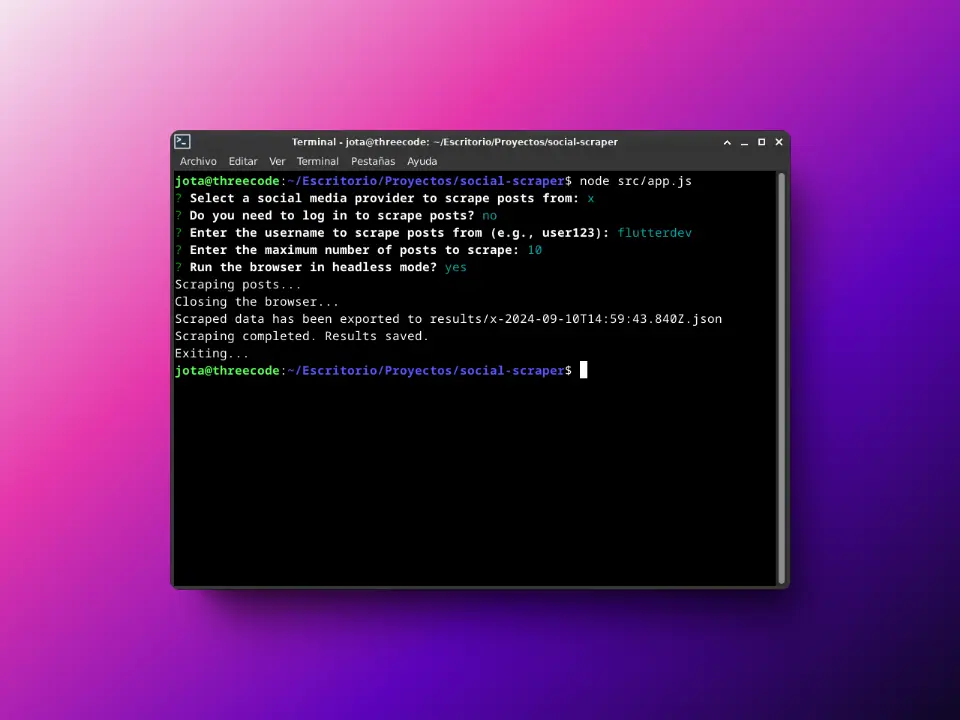 Terminal - jota@threecode: ~/Escritorio/Proyectos/social-scraper
Archivo Editar Ver Terminal Pestañas Ayuda
jota@threecode:~/Escritorio/Proyectos/social-scraper$ node src/app.js
? Select a social media provider to scrape posts from: x
? Do you need to log in to scrape posts? no
? Enter the username to scrape posts from (e.g., user123): flutterdev
? Enter the maximum number of posts to scrape: 10
? Run the browser in headless mode? yes
Scraping posts...
Closing the browser...
Scraped data has been exported to results/x-2024-09-10T14:59:43.840Z.json
Scraping completed. Results saved.
Exiting...
jota@threecode:~/Escritorio/Proyectos/social-scraper$